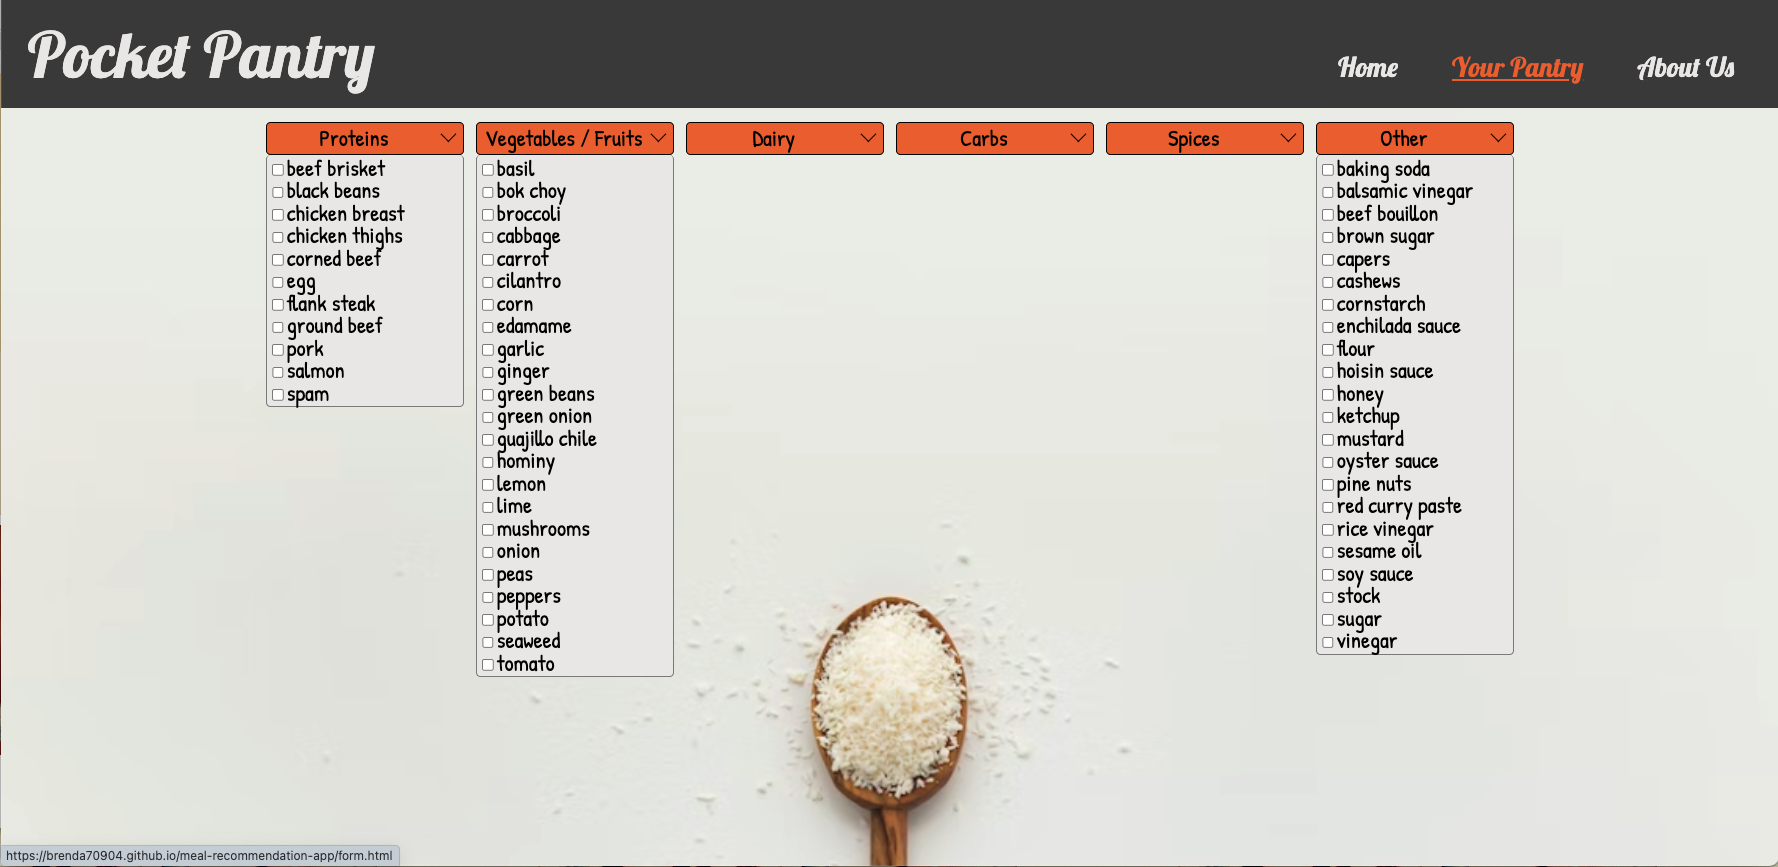 Pocket Pantry
Home
Your Pantry
About Us
Proteins
beef brisket
black beans
chicken breast
chicken thighs
corned beef
egg
flank steak
ground beef
pork
salmon
spam
Vegetables / Fruits
basil
bok choy
broccoli
cabbage
carrot
cilantro
corn
edamame
garlic
ginger
green beans
green onion
guajillo chile
hominy
lemon
lime
mushrooms
onion
peas
peppers
potato
seaweed
tomato
Dairy
Carbs
Spices
Other
baking soda
balsamic vinegar
beef bouillon
brown sugar
capers
cashews
cornstarch
enchilada sauce
flour
hoisin sauce
honey
ketchup
mustard
oyster sauce
pine nuts
red curry paste
rice vinegar
sesame oil
soy sauce
stock
sugar
vinegar
https://brenda70904.github.io/meal-recommendation-app/form.html